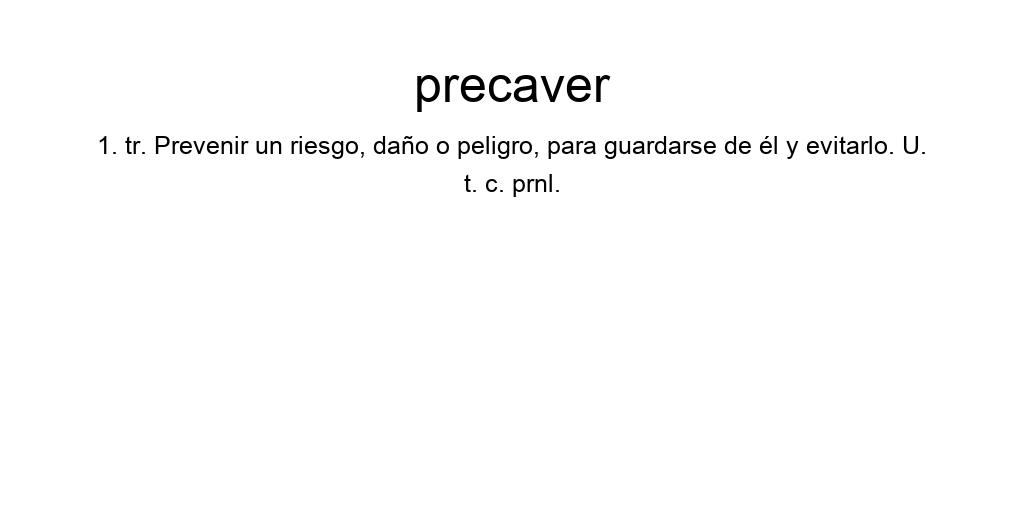 precaver
1. tr. Prevenir un riesgo, daño o peligro, para guardarse de él y evitarlo. U.
t. c. prnl.